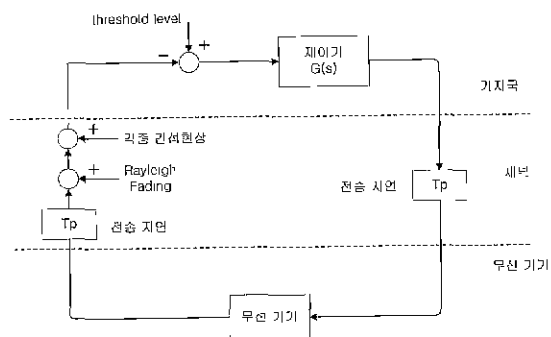 threshold level
−
+
제어기
G(s)
기지국
+
각종 간섭현상
+
Rayleigh
Fading
Tp
전송 지연
전송 지연
Tp
채널
무선 기기
무선 기기